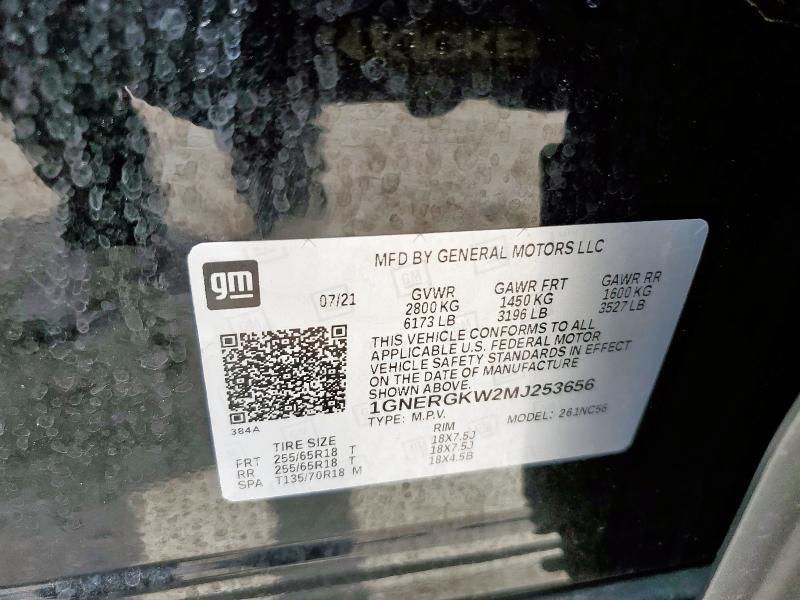 MFD BY GENERAL MOTORS LLC
gm
07/21
GVWR GAWR FRT GAWR RR
2800 KG 1450 KG 1600 KG
6173 LB 3196 LB 3527 LB
THIS VEHICLE CONFORMS TO ALL
APPLICABLE U.S. FEDERAL MOTOR
VEHICLE SAFETY STANDARDS IN EFFECT
ON THE DATE OF MANUFACTURE
SHOWN ABOVE.
1GNERGKW2MJ253656
TYPE: M.P.V. MODEL: 261NC56
384A
TIRE SIZE RIM
FRT 255/65R18 T 18X7.5J
RR 255/65R18 T 18X7.5J
SPA T135/70R18 M 18X4.5B